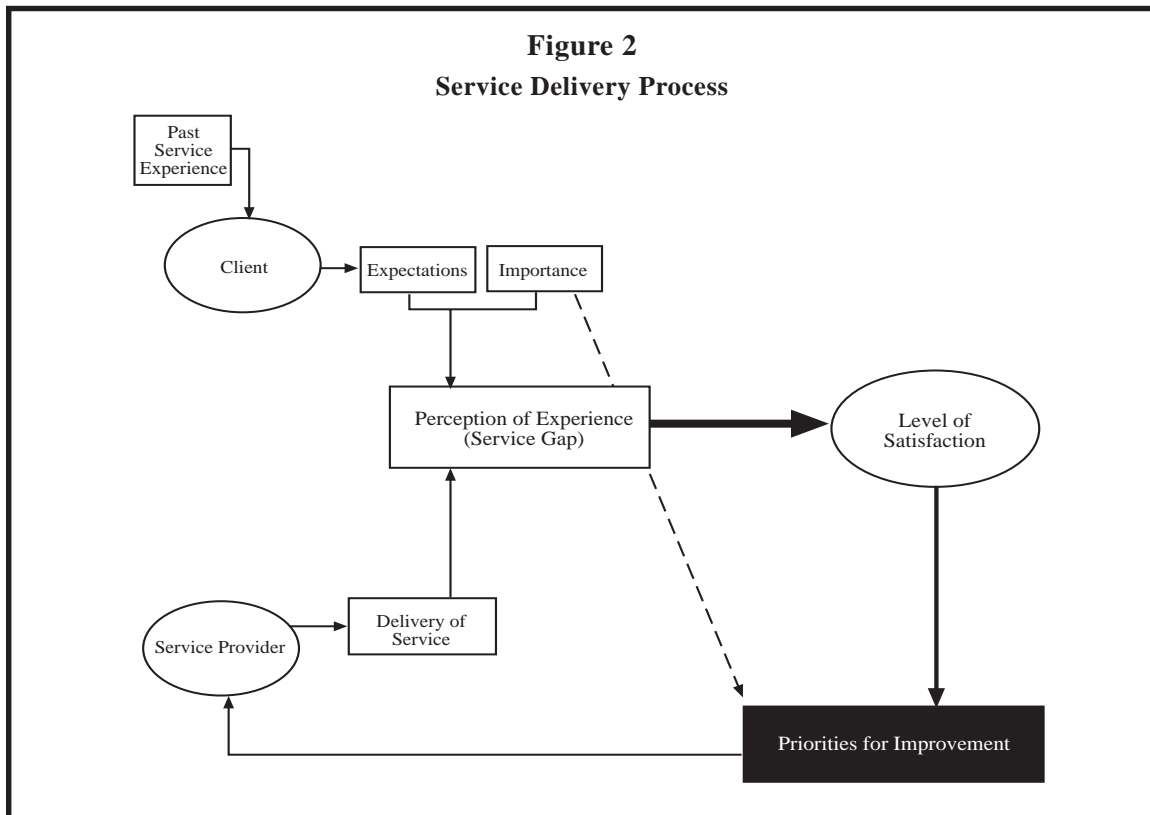 Figure 2
Service Delivery Process
Past
Service
Experience
Client
Expectations
Importance
Perception of Experience
(Service Gap)
Level of
Satisfaction
Delivery of
Service
Service Provider
Priorities for Improvement